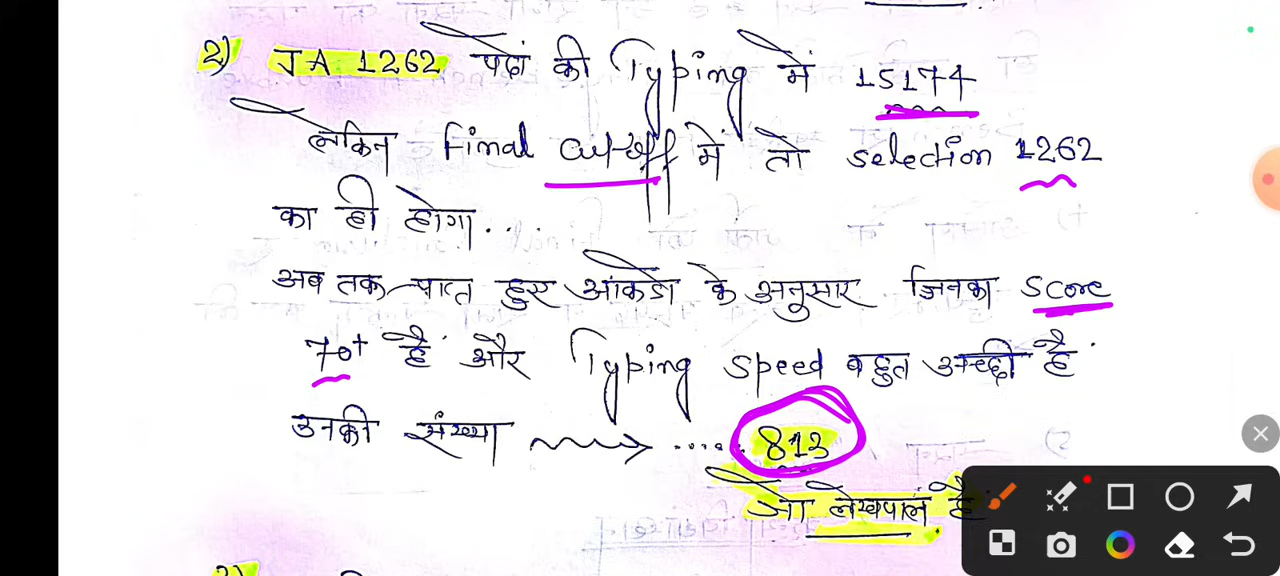 2) JA 1262 पदों की Typing में 15174
लेकिन Final cut-off में तो selection 1262
का ही होगा...
अब तक प्राप्त हुए आंकडो के अनुसार जिनका score
70+ है और Typing speed बहुत अच्छी है
उनकी संख्या ..... 813
जो लेखपाल है